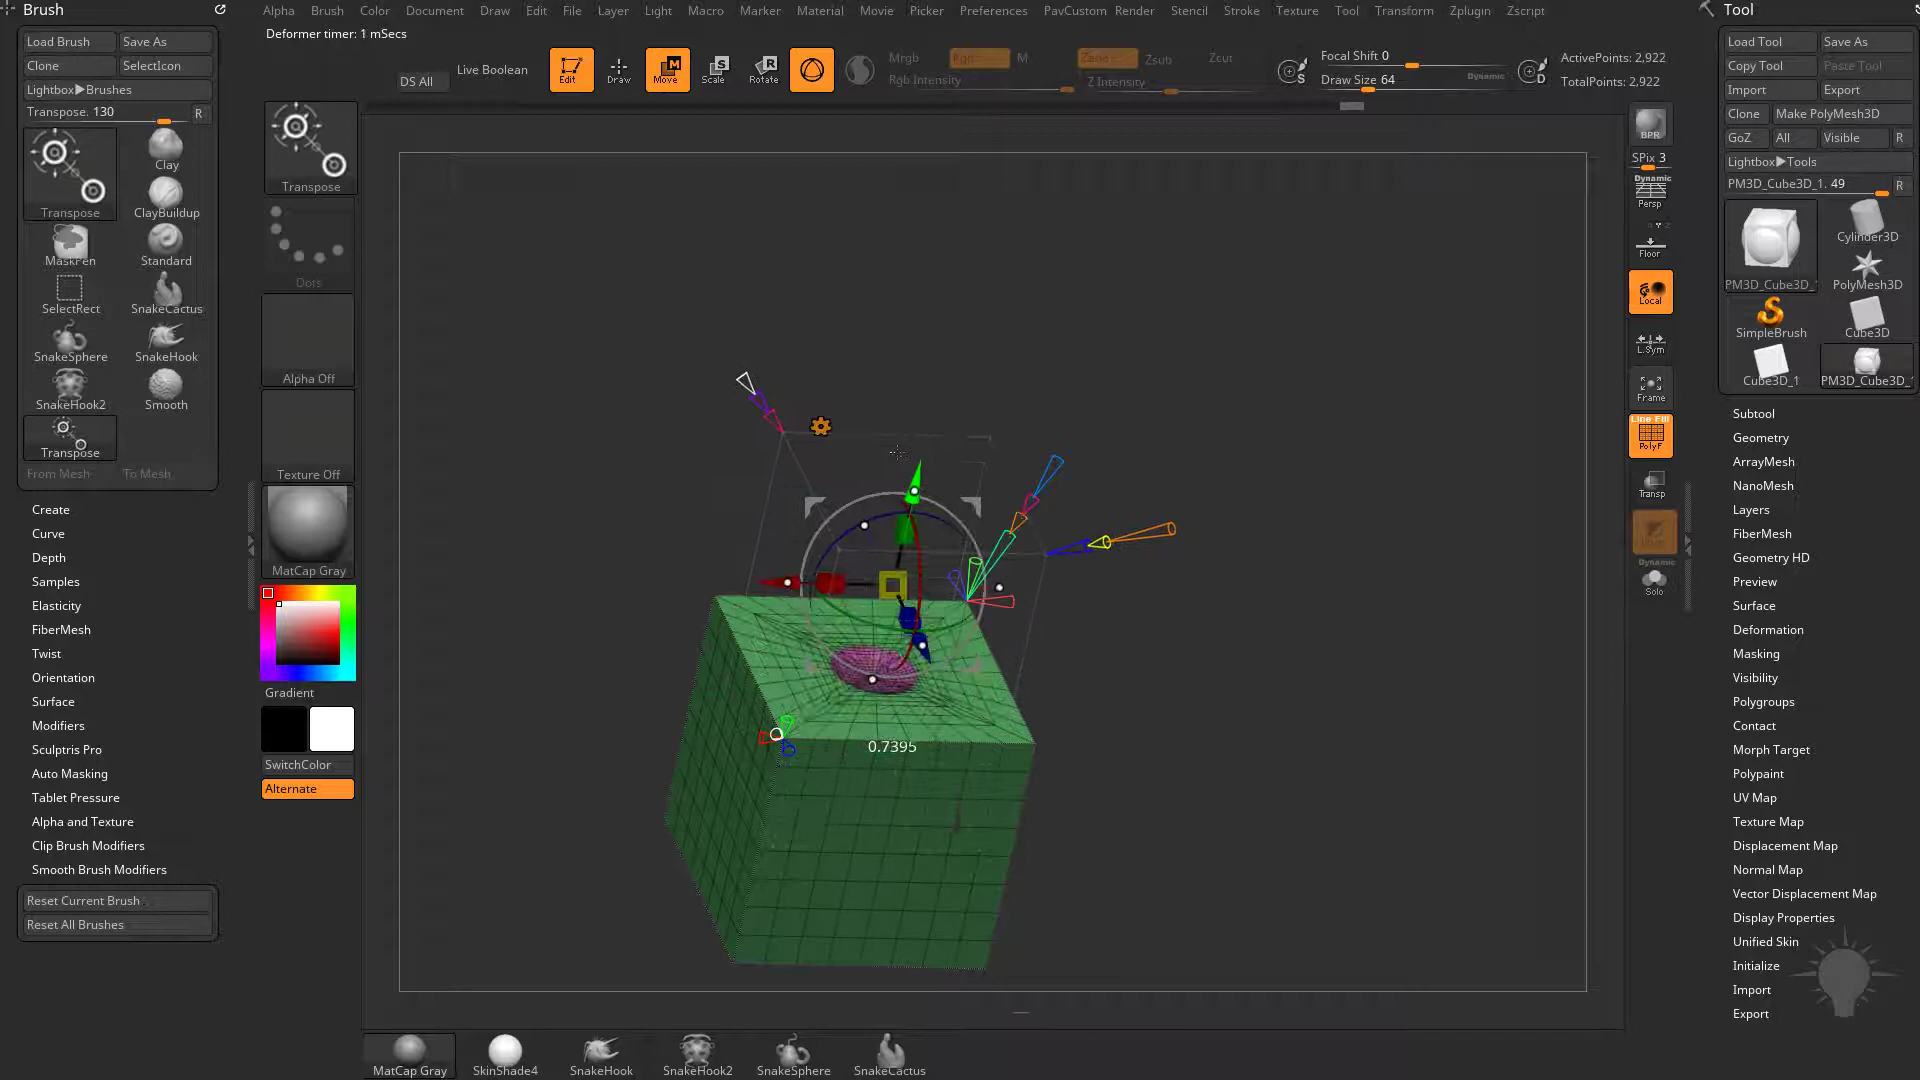 Brush
Alpha Brush Color Document Draw Edit File Layer Light Macro Marker Material Movie Picker Preferences PavCustom Render Stencil Stroke Texture Tool Transform Zplugin Zscript
Tool
Deformer timer: 1 mSecs
Load Brush Save As
Clone SelectIcon
Lightbox▶Brushes
Transpose. 130 R
Transpose
Clay
ClayBuildup
MaskPen
Standard
SelectRect
SnakeCactus
SnakeSphere
SnakeHook
SnakeHook2
Smooth
Transpose
From Mesh To Mesh
Create
Curve
Depth
Samples
Elasticity
FiberMesh
Twist
Orientation
Surface
Modifiers
Sculptris Pro
Auto Masking
Tablet Pressure
Alpha and Texture
Clip Brush Modifiers
Smooth Brush Modifiers
Reset Current Brush
Reset All Brushes
DS All
Live Boolean
Edit
Draw
Move
Scale
Rotate
Mrgb Rgb M
Rgb Intensity
Zadd Zsub Zcut
Z Intensity
S
Focal Shift 0
Draw Size 64
Dynamic
D
ActivePoints: 2,922
TotalPoints: 2,922
Transpose
Dots
Alpha Off
Texture Off
MatCap Gray
Gradient
SwitchColor
Alternate
0.7395
BPR
SPix 3
Dynamic
Persp
Floor
Local
L.Sym
Frame
Line Fill
PolyF
Transp
Dynamic
Solo
Load Tool Save As
Copy Tool Paste Tool
Import Export
Clone Make PolyMesh3D
GoZ All Visible R
Lightbox▶Tools
PM3D_Cube3D_1. 49 R
PM3D_Cube3D_1
Cylinder3D
PolyMesh3D
SimpleBrush
Cube3D
Cube3D_1
PM3D_Cube3D_1
Subtool
Geometry
ArrayMesh
NanoMesh
Layers
FiberMesh
Geometry HD
Preview
Surface
Deformation
Masking
Visibility
Polygroups
Contact
Morph Target
Polypaint
UV Map
Texture Map
Displacement Map
Normal Map
Vector Displacement Map
Display Properties
Unified Skin
Initialize
Import
Export
MatCap Gray
SkinShade4
SnakeHook
SnakeHook2
SnakeSphere
SnakeCactus